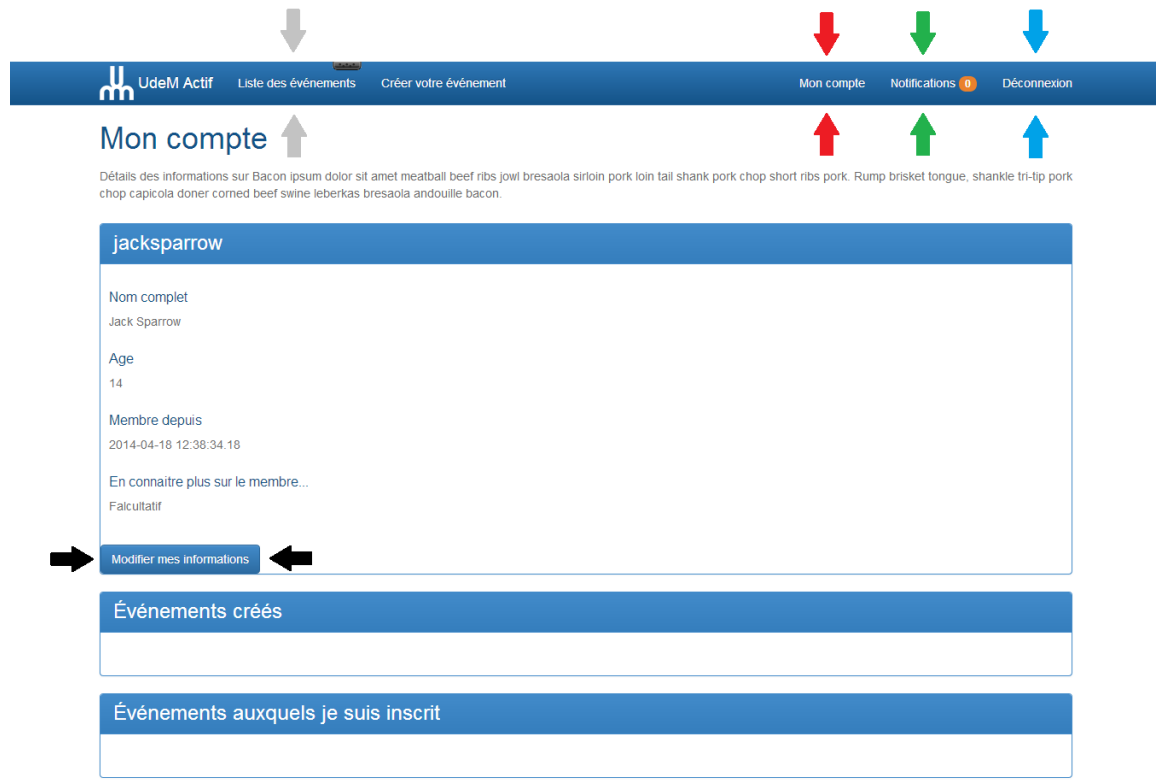 UdeM Actif Liste des événements Créer votre événement Mon compte Notifications 0 Déconnexion
Mon compte
Détails des informations sur Bacon ipsum dolor sit amet meatball beef ribs jowl bresaola sirloin pork loin tail shank pork chop short ribs pork. Rump brisket tongue, shankle tri-tip pork
chop capicola doner corned beef swine leberkas bresaola andouille bacon.
jacksparrow
Nom complet
Jack Sparrow
Age
14
Membre depuis
2014-04-18 12:38:34.18
En connaitre plus sur le membre...
Falcultatif
Modifier mes informations
Événements créés
Événements auxquels je suis inscrit